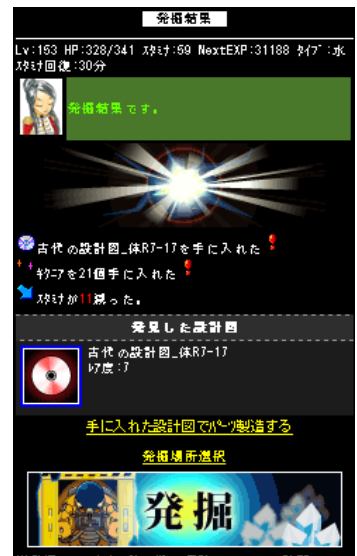 発掘結果
Lv:153 HP:328/341 ｽﾀﾐﾅ:59 NextEXP:31188 ﾀｲﾌﾟ:水
ｽﾀﾐﾅ回復:30分
発掘結果です。
古代の設計図_体R7-17を手に入れた
ｷﾀﾆｱを21個手に入れた
ｽﾀﾐﾅが11減った。
発見した設計図
古代の設計図_体R7-17
ﾚｱ度:7
手に入れた設計図でﾊﾟｰﾂ製造する
発掘場所選択
発掘